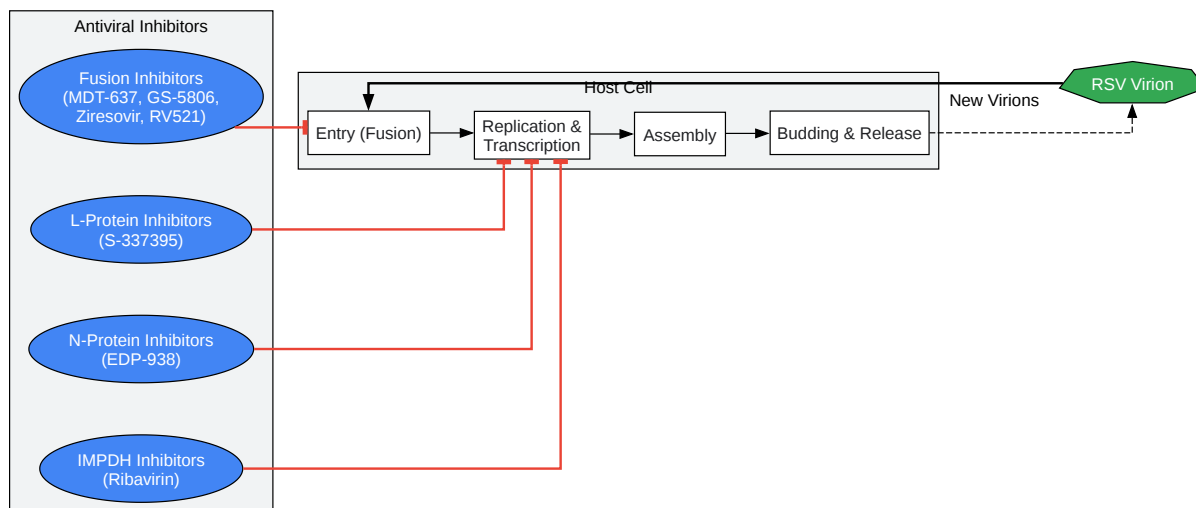 Antiviral Inhibitors
Fusion Inhibitors
(MDT-637, GS-5806,
Ziresovir, RV521)
L-Protein Inhibitors
(S-337395)
N-Protein Inhibitors
(EDP-938)
IMPDH Inhibitors
(Ribavirin)
Host Cell
Entry (Fusion)
Replication &
Transcription
Assembly
Budding & Release
New Virions
RSV Virion